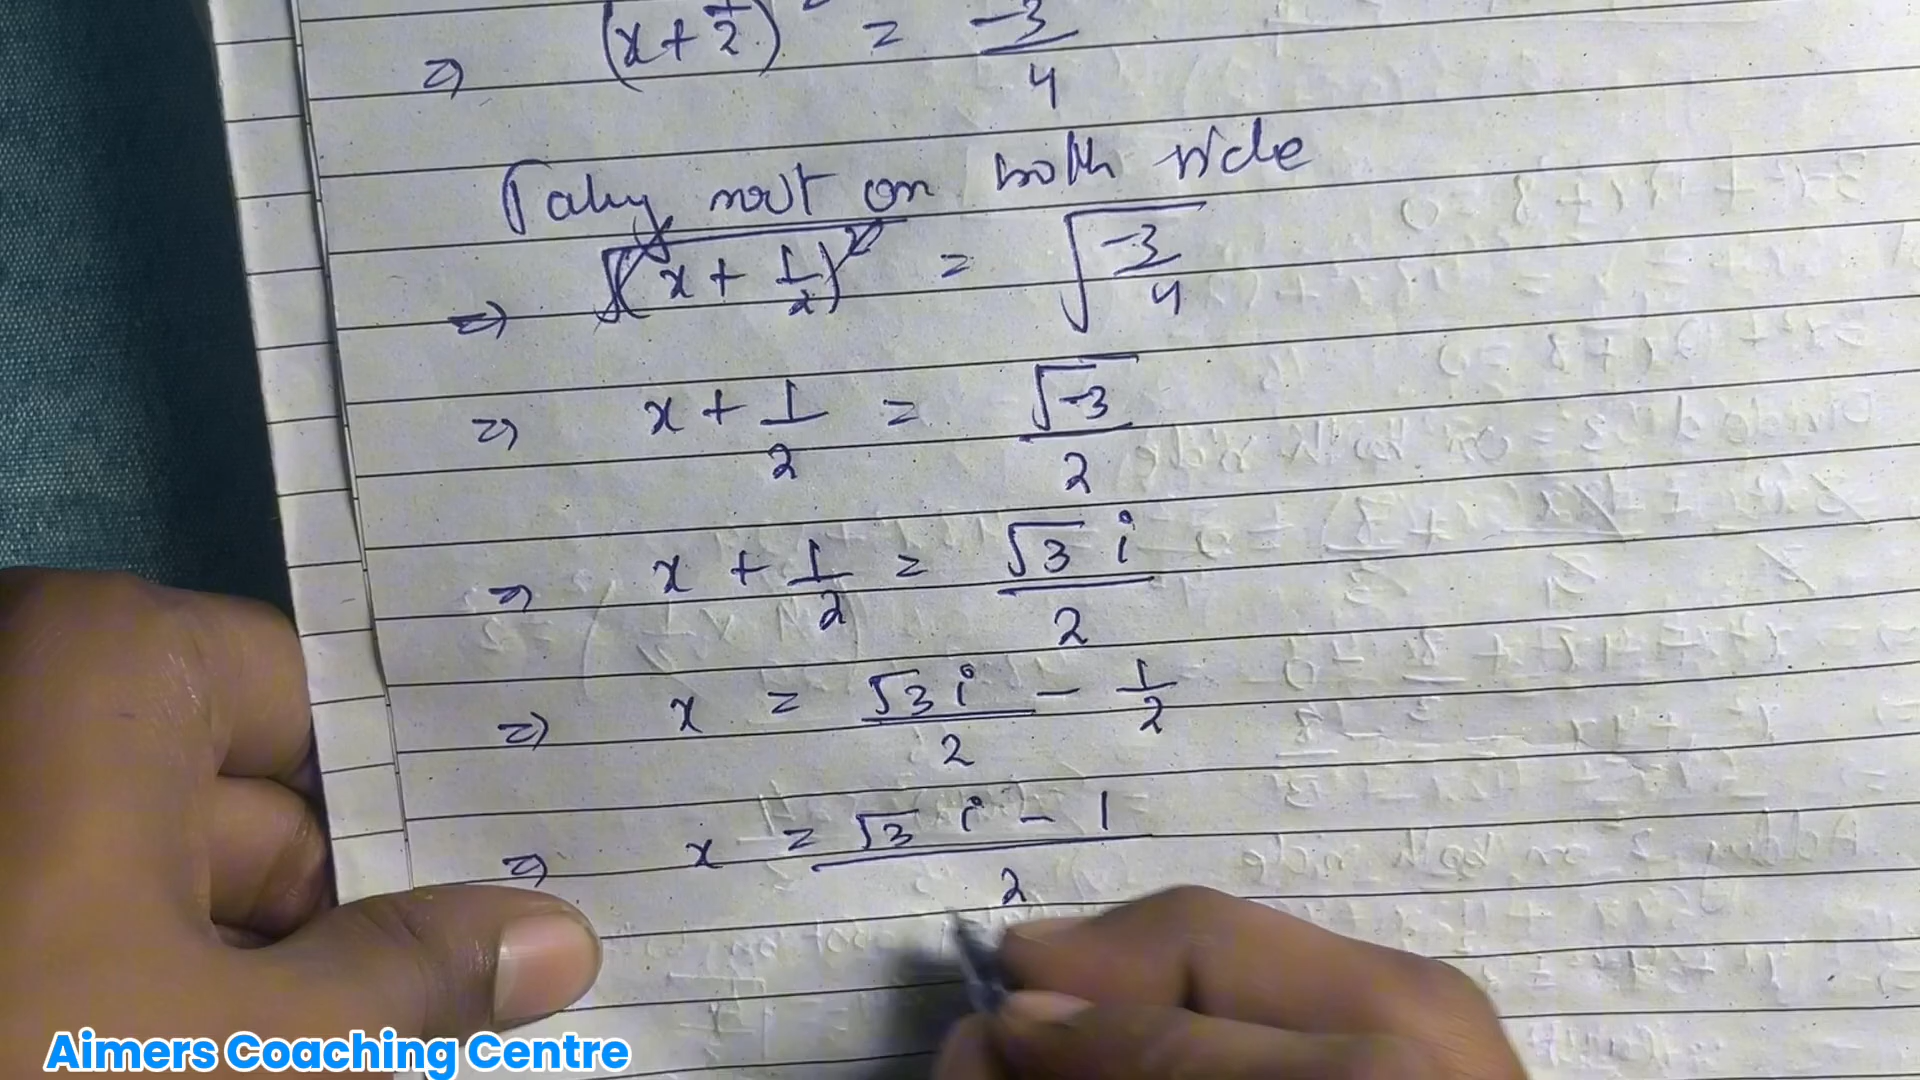 => (x + 1/2)² = -3/4
Taking root on both side
=> √(x + 1/2)² = √-3/4
=> x + 1/2 = √-3/2
=> x + 1/2 = √3 i/2
=> x = √3 i/2 - 1/2
=> x = √3 i - 1/2
Aimers Coaching Centre